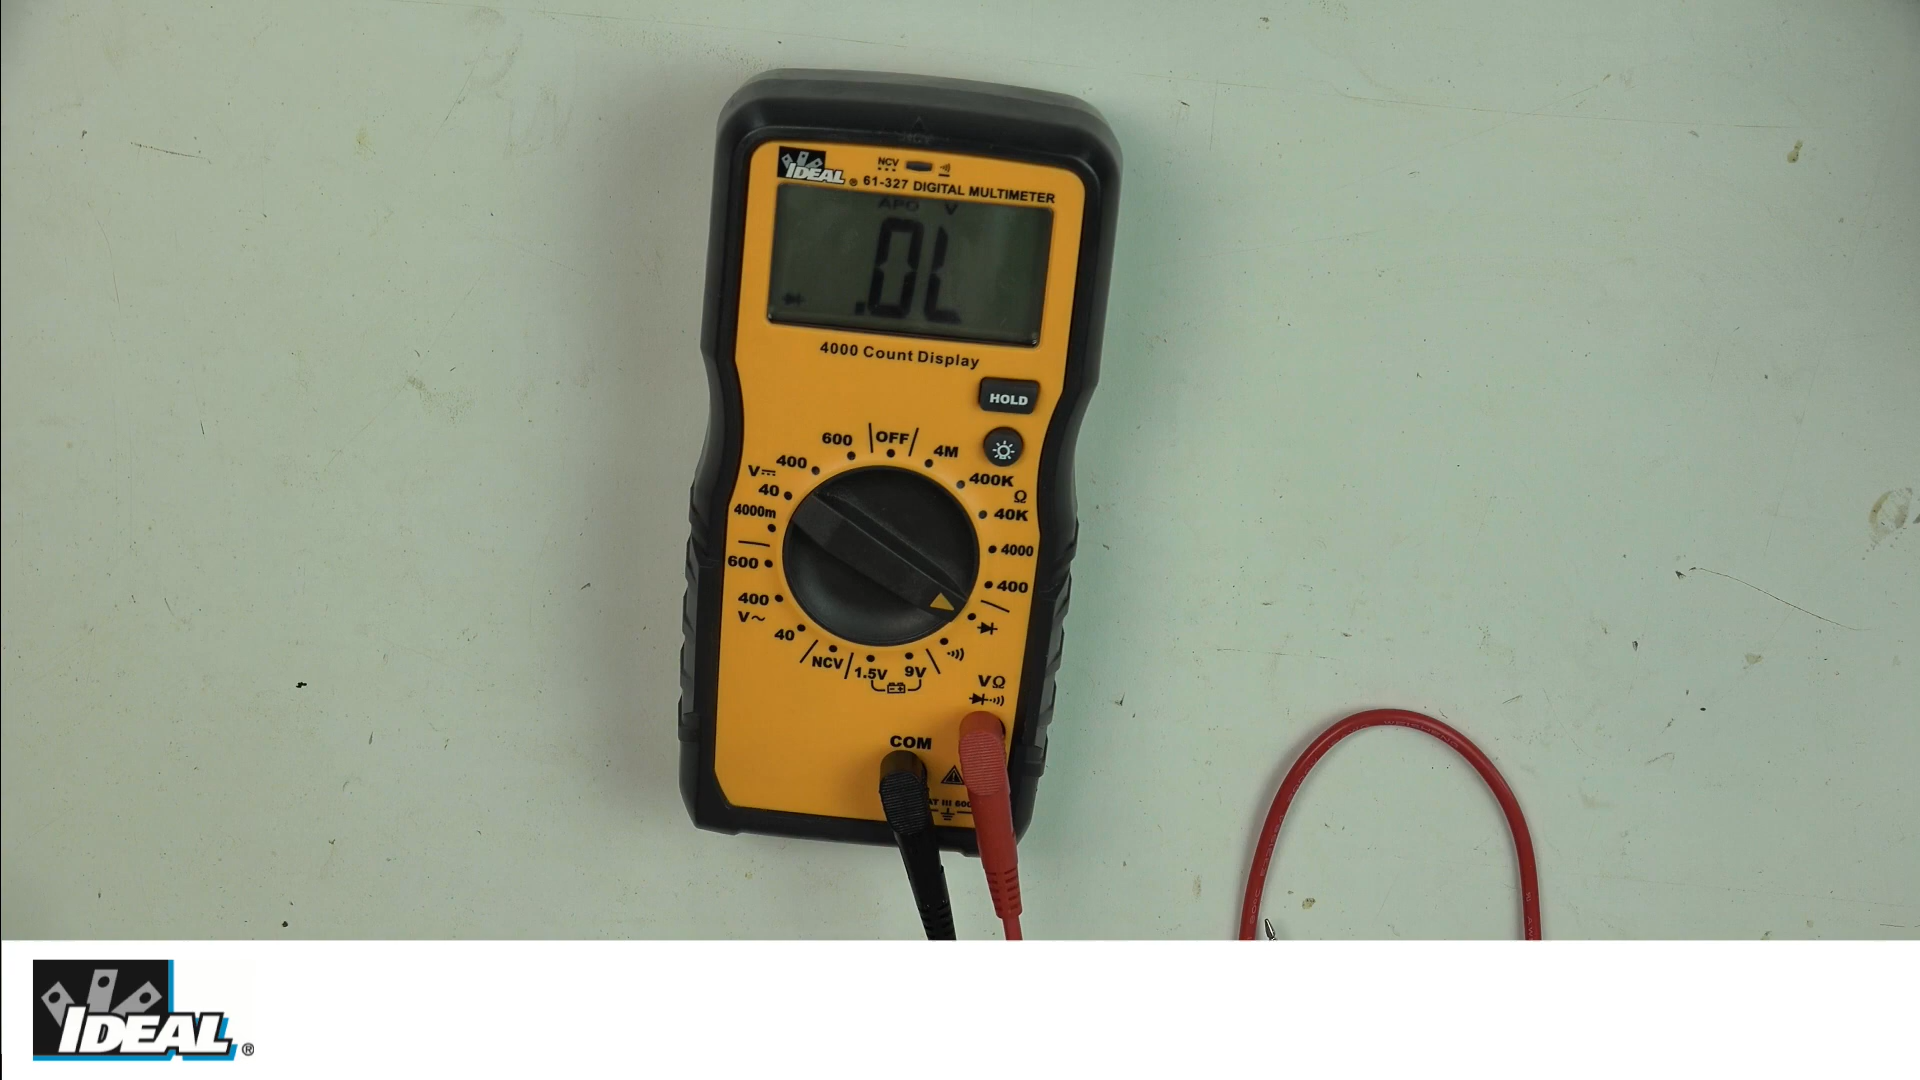 NCV
IDEAL® 61-327 DIGITAL MULTIMETER
APO V
.0L
4000 Count Display
HOLD
600 OFF 4M
V 400 400K
Ω
40 40K
4000m 4000
600 400
400
V~
40
NCV 1.5V 9V
VΩ
COM
IDEAL®